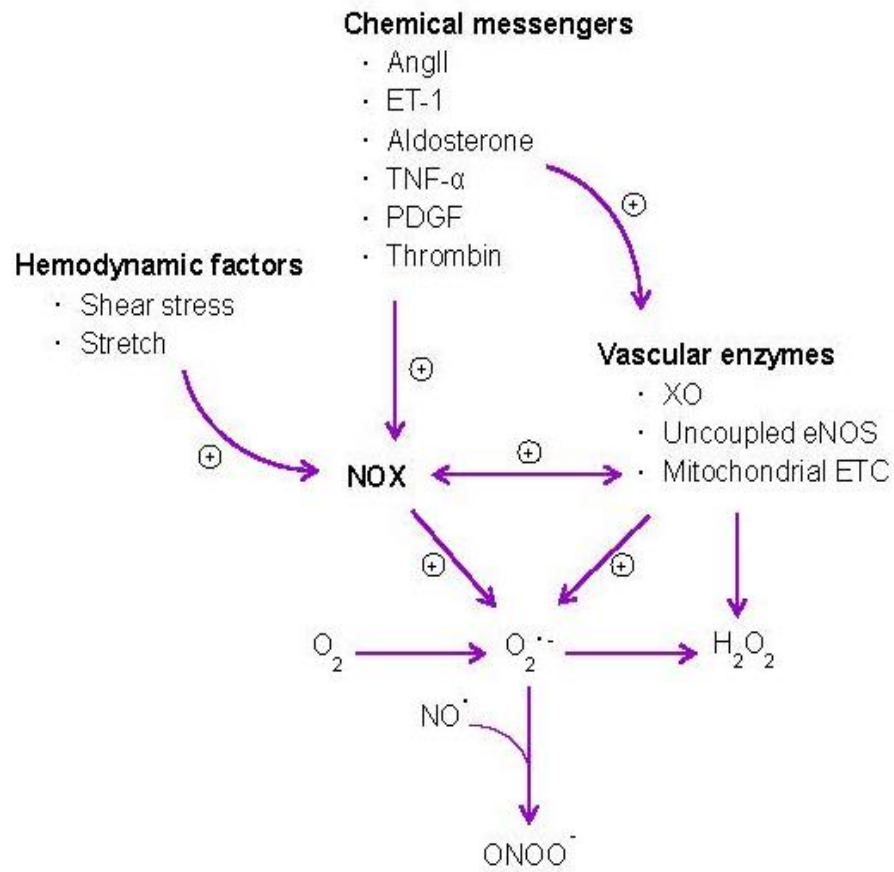 Chemical messengers
· AngII
· ET-1
· Aldosterone
· TNF-α
· PDGF
· Thrombin
Hemodynamic factors
· Shear stress
· Stretch
Vascular enzymes
· XO
· Uncoupled eNOS
· Mitochondrial ETC
+
+
+
+
+
+
NOX
O₂
O₂·-
H₂O₂
NO·
ONOO-